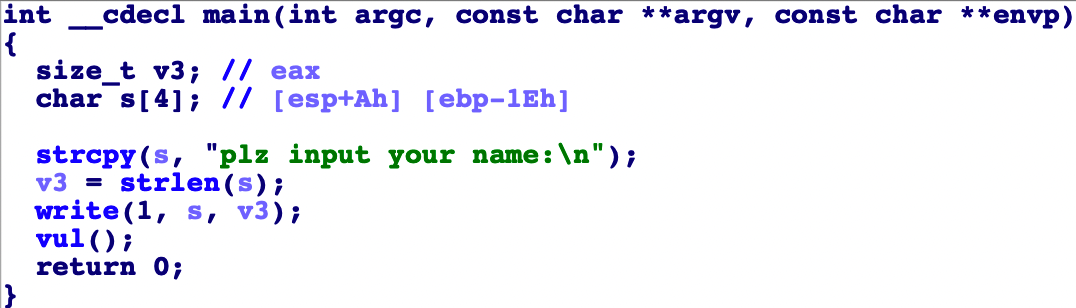 int __cdecl main(int argc, const char **argv, const char **envp)
{
  size_t v3; // eax
  char s[4]; // [esp+Ah] [ebp-1Eh]

  strcpy(s, "plz input your name:\n");
  v3 = strlen(s);
  write(1, s, v3);
  vul();
  return 0;
}